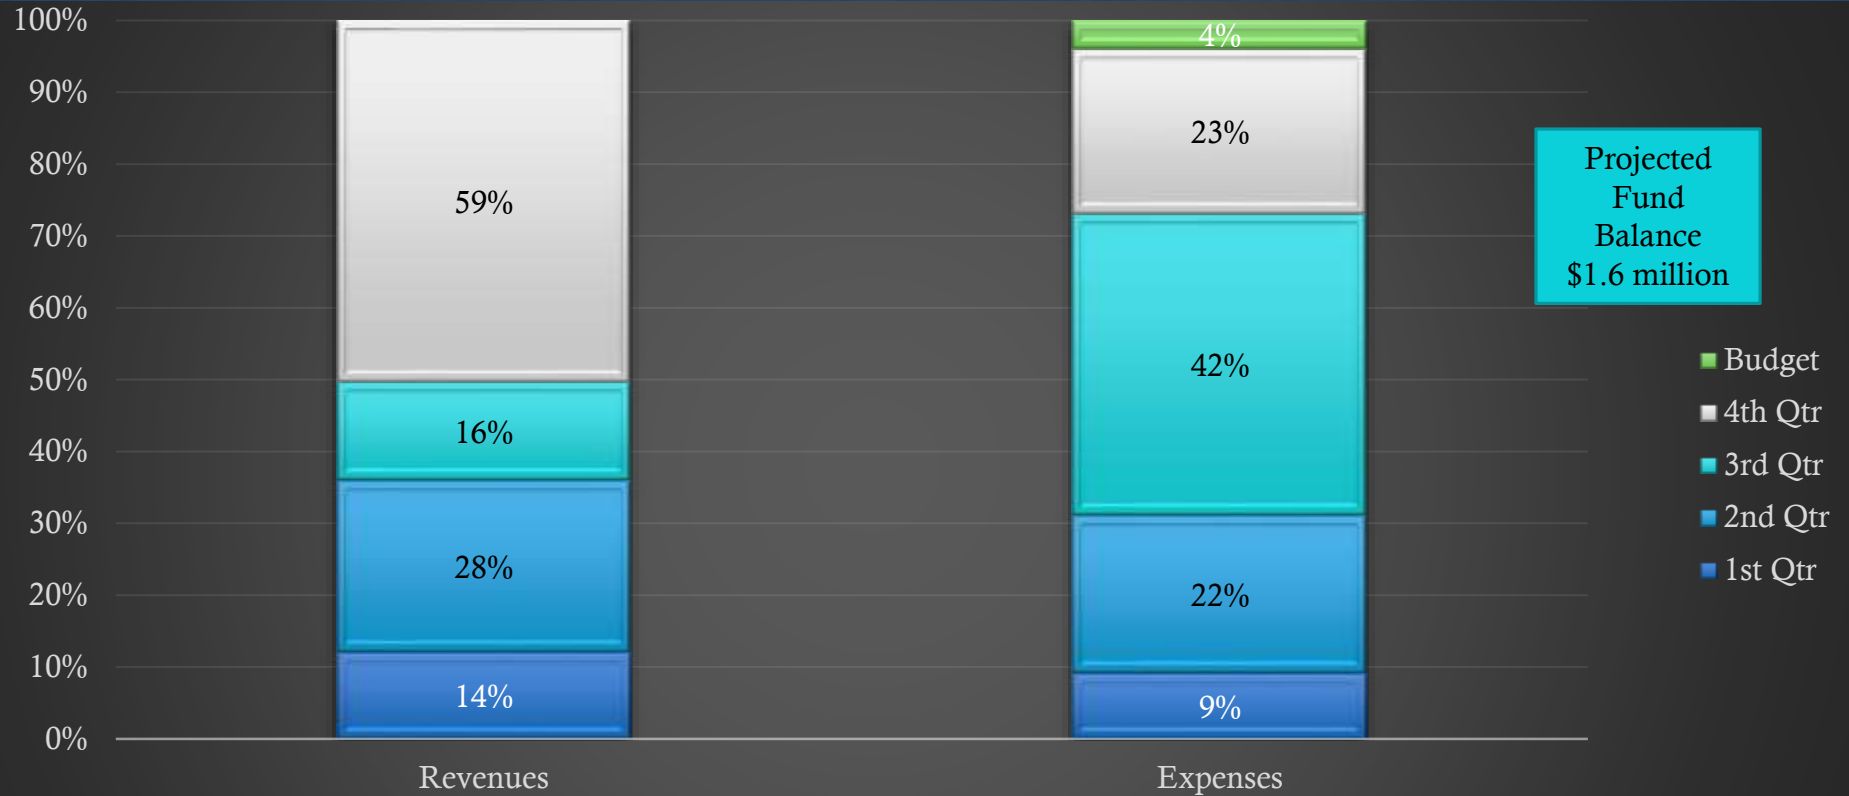 100%
90%
80%
70%
60%
50%
40%
30%
20%
10%
0%
59%
16%
28%
14%
4%
23%
42%
22%
9%
Revenues
Expenses
Projected
Fund
Balance
$1.6 million
Budget
4th Qtr
3rd Qtr
2nd Qtr
1st Qtr